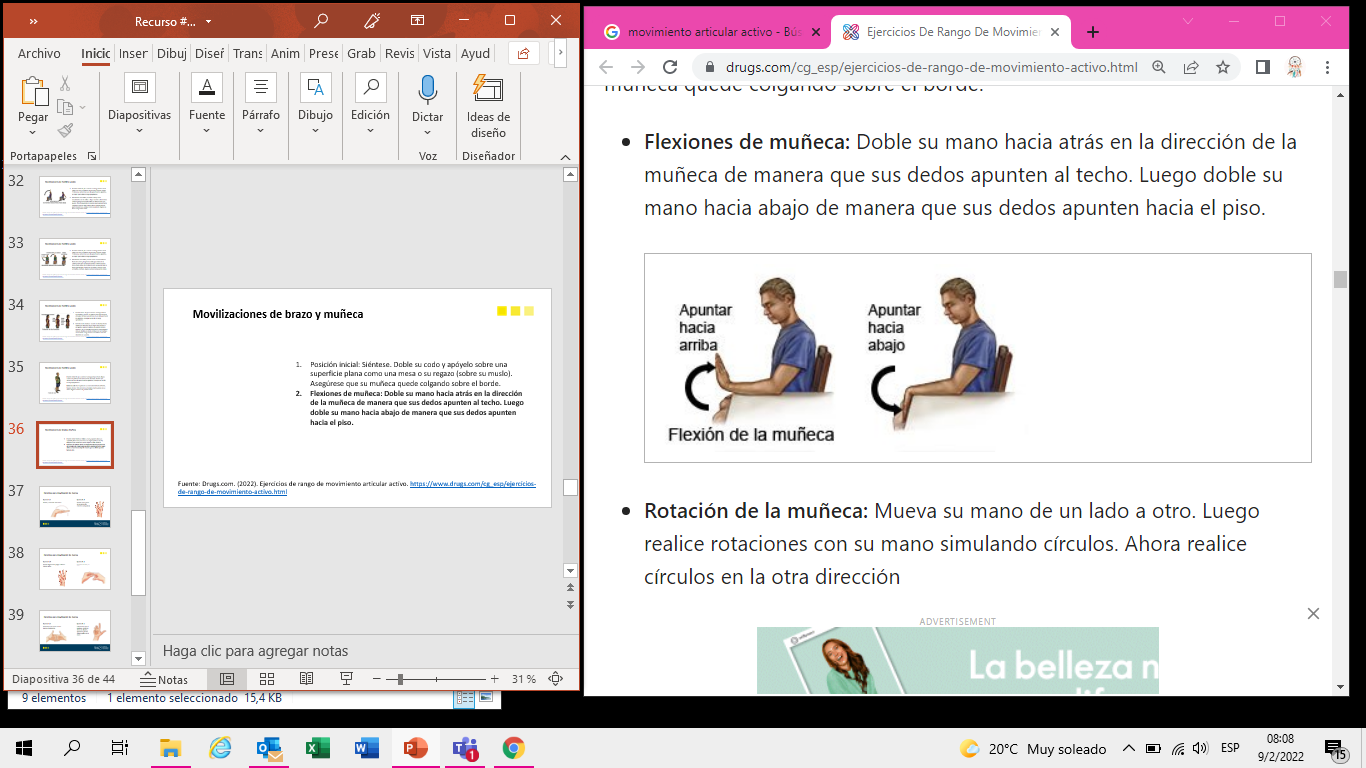 Recurso #...
Archivo
Inicic
Inser
Dibuj
Diseñ
Trans
Anim
Prese
Grab
Revis
Vista
Ayud
Pegar
Diapositivas
Fuente
Párrafo
Dibujo
Edición
Dictar
Ideas de
diseño
Portapapeles
Voz
Diseñador
32
33
34
35
36
37
38
39
Movilizaciones de brazo y muñeca
1. Posición inicial: Siéntese. Doble su codo y apóyelo sobre una
superficie plana como una mesa o su regazo (sobre su muslo).
Asegúrese que su muñeca quede colgando sobre el borde.
2. Flexiones de muñeca: Doble su mano hacia atrás en la dirección
de la muñeca de manera que sus dedos apunten al techo. Luego
doble su mano hacia abajo de manera que sus dedos apunten
hacia el piso.
Fuente: Drugs.com. (2022). Ejercicios de rango de movimiento articular activo. https://www.drugs.com/cg_esp/ejercicios-
de-rango-de-movimiento-activo.html
Haga clic para agregar notas
Diapositiva 36 de 44
Notas
31 %
9 elementos
1 elemento seleccionado 15,4 KB
movimiento articular activo - Bús
Ejercicios De Rango De Movimier
drugs.com/cg_esp/ejercicios-de-rango-de-movimiento-activo.html
muñeca quede colgando sobre el borde.
• Flexiones de muñeca: Doble su mano hacia atrás en la dirección de la
muñeca de manera que sus dedos apunten al techo. Luego doble su
mano hacia abajo de manera que sus dedos apunten hacia el piso.
Apuntar
hacia
arriba
Apuntar
hacia
abajo
Flexión de la muñeca
• Rotación de la muñeca: Mueva su mano de un lado a otro. Luego
realice rotaciones con su mano simulando círculos. Ahora realice
círculos en la otra dirección
ADVERTISEMENT
La belleza n
20°C Muy soleado
ESP
08:08
9/2/2022
15
1